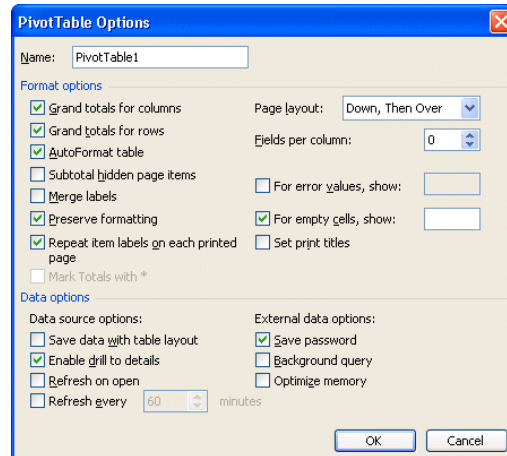 PivotTable Options
Name: PivotTable1
Format options
Grand totals for columns
Page layout: Down, Then Over
Grand totals for rows
Fields per column: 0
AutoFormat table
Subtotal hidden page items
For error values, show:
Merge labels
Preserve formatting
For empty cells, show:
Repeat item labels on each printed
page
Set print titles
Mark Totals with *
Data options
Data source options:
External data options:
Save data with table layout
Save password
Enable drill to details
Background query
Refresh on open
Optimize memory
Refresh every 60 minutes
OK Cancel